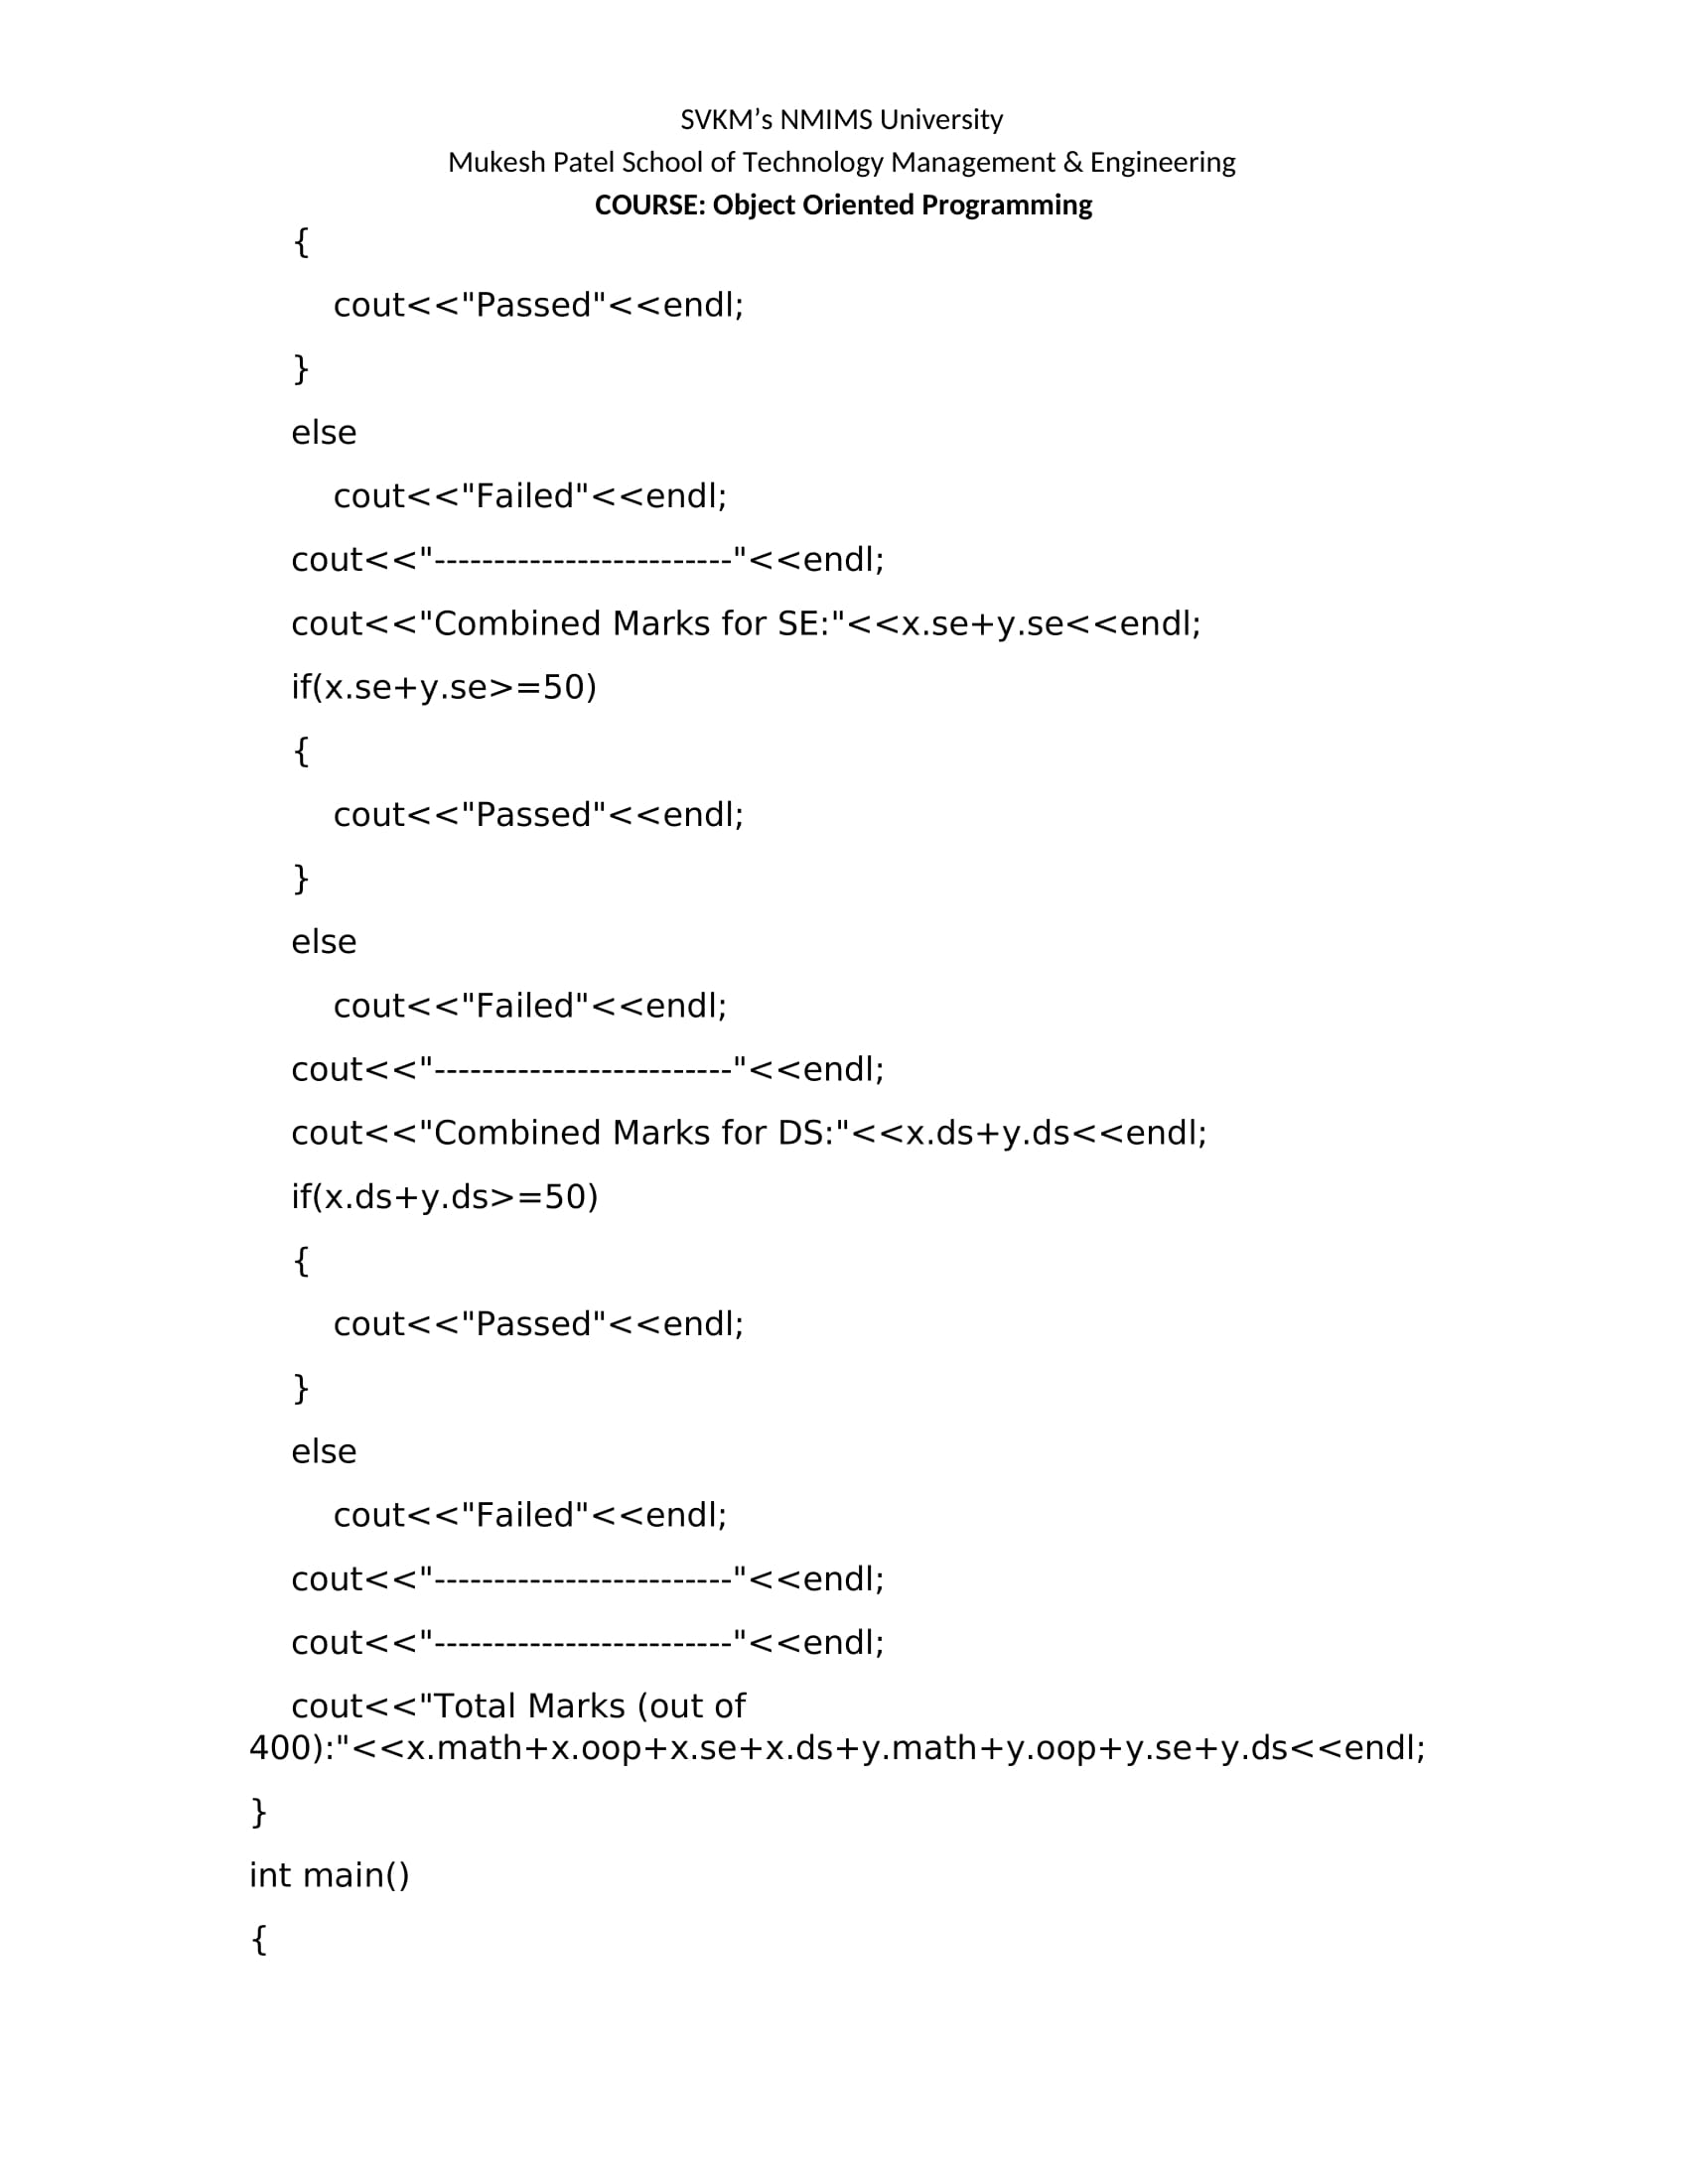 SVKM’s NMIMS University
Mukesh Patel School of Technology Management & Engineering
COURSE: Object Oriented Programming
{
cout<<"Passed"<<endl;
}
else
cout<<"Failed"<<endl;
cout<<"-------------------------"<<endl;
cout<<"Combined Marks for SE:"<<x.se+y.se<<endl;
if(x.se+y.se>=50)
{
cout<<"Passed"<<endl;
}
else
cout<<"Failed"<<endl;
cout<<"-------------------------"<<endl;
cout<<"Combined Marks for DS:"<<x.ds+y.ds<<endl;
if(x.ds+y.ds>=50)
{
cout<<"Passed"<<endl;
}
else
cout<<"Failed"<<endl;
cout<<"-------------------------"<<endl;
cout<<"-------------------------"<<endl;
cout<<"Total Marks (out of
400):"<<x.math+x.oop+x.se+x.ds+y.math+y.oop+y.se+y.ds<<endl;
}
int main()
{